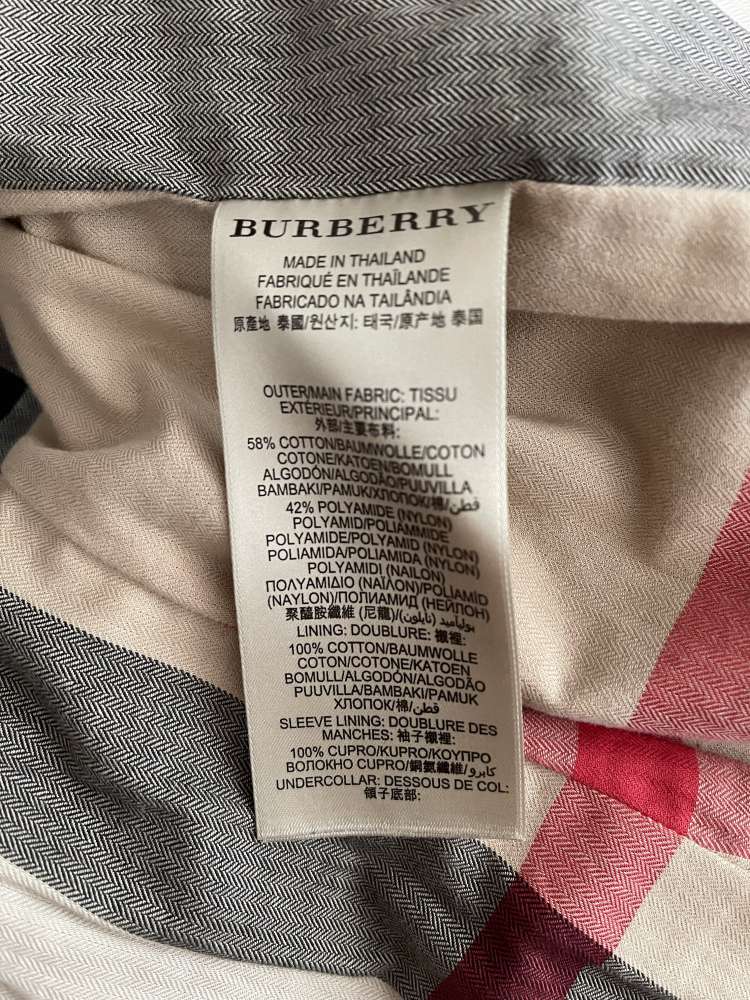 BURBERRY
MADE IN THAILAND
FABRIQUÉ EN THAÏLANDE
FABRICADO NA TAILÂNDIA
原產地 泰國/원산지: 태국/原产地 泰国
OUTER/MAIN FABRIC: TISSU
EXTÉRIEUR/PRINCIPAL:
外部/主要布料:
58% COTTON/BAUMWOLLE/COTON
COTONE/KATOEN/BOMULL
ALGODÓN/ALGODÃO/PUUVILLA
BAMBAKI/PAMUK/ХЛОПОК/棉/قطن
42% POLYAMIDE (NYLON)
POLYAMID/POLIAMMIDE
POLYAMIDE/POLYAMID (NYLON)
POLIAMIDA/POLIAMIDA (NYLON)
POLYAMIDI (NAILON)
ΠΟΛΥΑΜΙΔΙΟ (ΝΑΪΛΟΝ)/POLİAMİD
(NAYLON)/ПОЛИАМИД (НЕЙЛОН)
聚醯胺纖維 (尼龍)/بوليأميد (نايلون)
LINING: DOUBLURE: 襯裡:
100% COTTON/BAUMWOLLE
COTON/COTONE/KATOEN
BOMULL/ALGODÓN/ALGODÃO
PUUVILLA/BAMBAKI/PAMUK
ХЛОПОК/棉/قطن
SLEEVE LINING: DOUBLURE DES
MANCHES: 袖子襯裡:
100% CUPRO/KUPRO/ΚΟΥΠΡΟ
ВОЛОКНО CUPRO/銅氨纖維/كابرو
UNDERCOLLAR: DESSOUS DE COL:
領子底部: